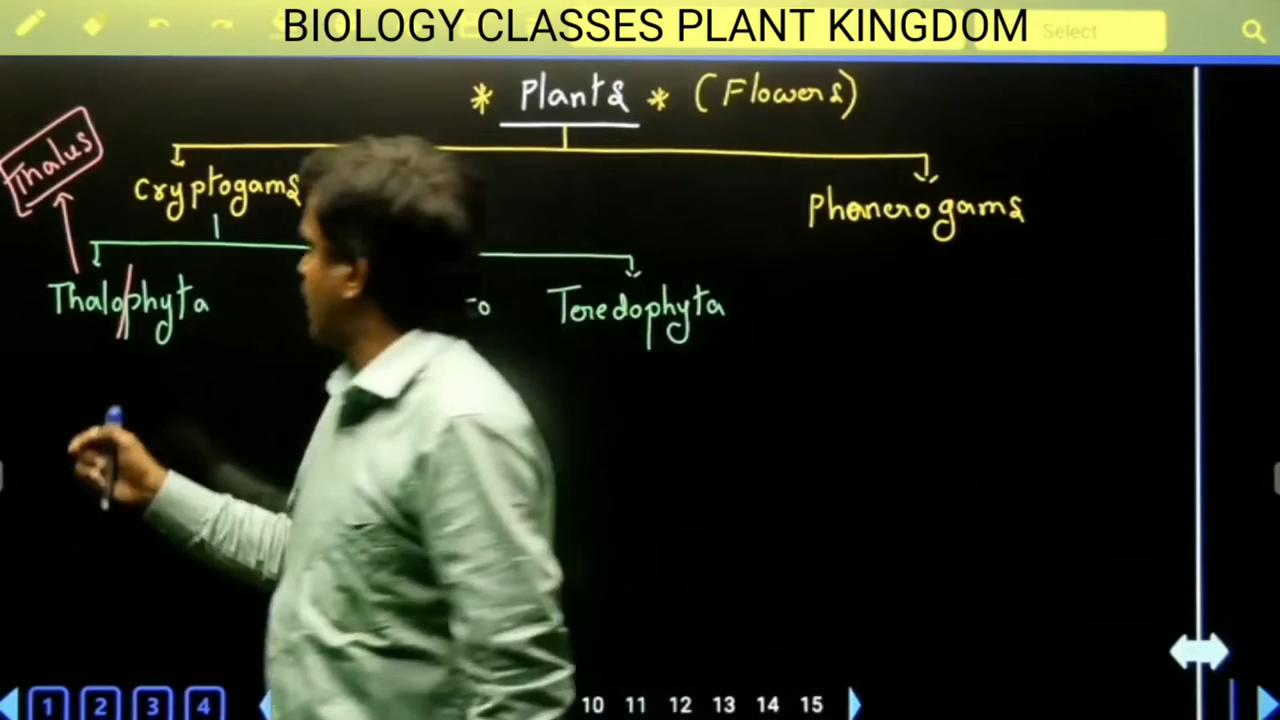 BIOLOGY CLASSES PLANT KINGDOM
Select
* Plants * (Flowers)
Thalus
Cryptogams
Phanerogams
Thalophyta
Teredophyta
1 2 3 4 10 11 12 13 14 15